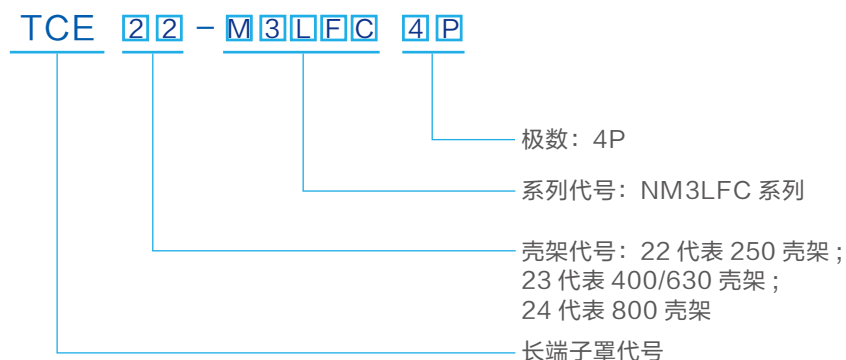 TCE 22-M3LFC 4P
极数：4P
系列代号：NM3LFC 系列
壳架代号：22 代表 250 壳架；
23 代表 400/630 壳架；
24 代表 800 壳架
长端子罩代号